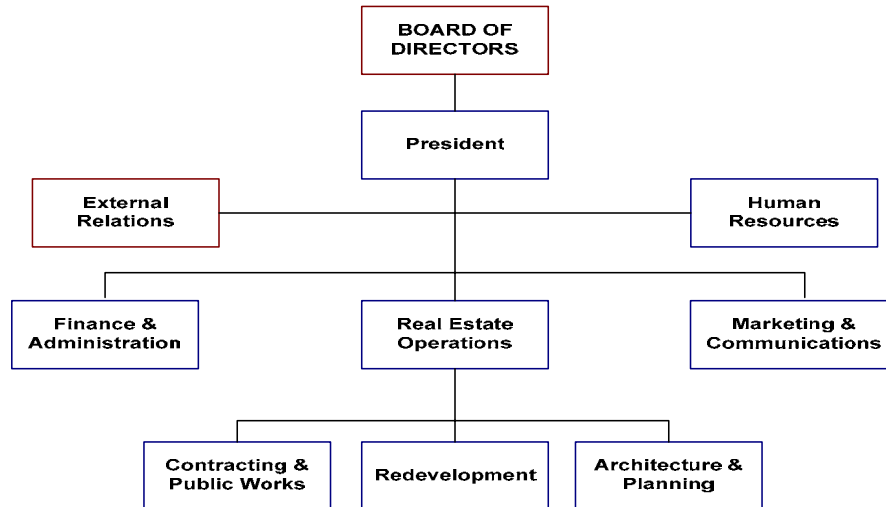 BOARD OF
DIRECTORS
President
External
Relations
Human
Resources
Finance &
Administration
Real Estate
Operations
Marketing &
Communications
Contracting &
Public Works
Redevelopment
Architecture &
Planning